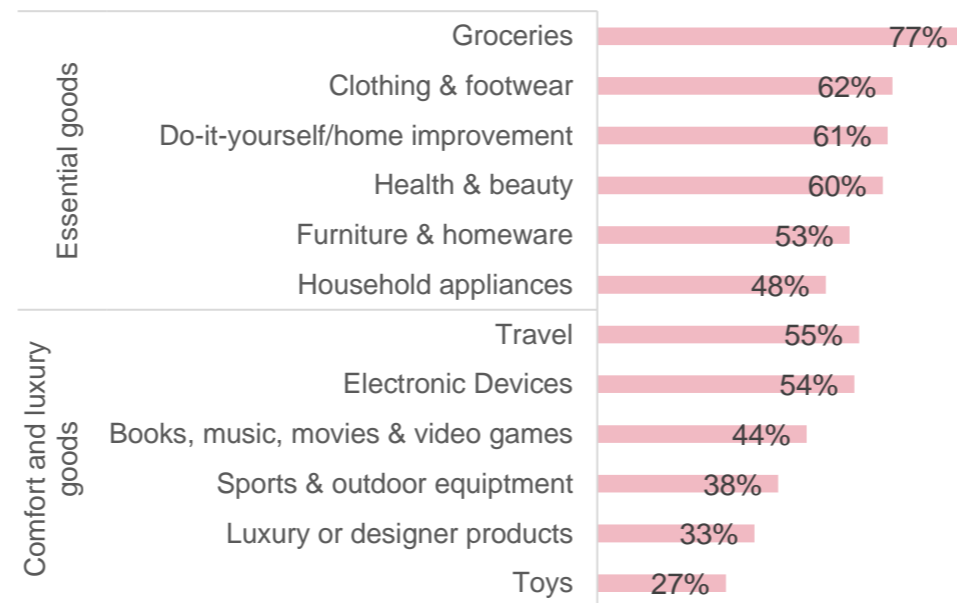 Essential goods
Groceries 77%
Clothing & footwear 62%
Do-it-yourself/home improvement 61%
Health & beauty 60%
Furniture & homeware 53%
Household appliances 48%
Comfort and luxury
goods
Travel 55%
Electronic Devices 54%
Books, music, movies & video games 44%
Sports & outdoor equiptment 38%
Luxury or designer products 33%
Toys 27%